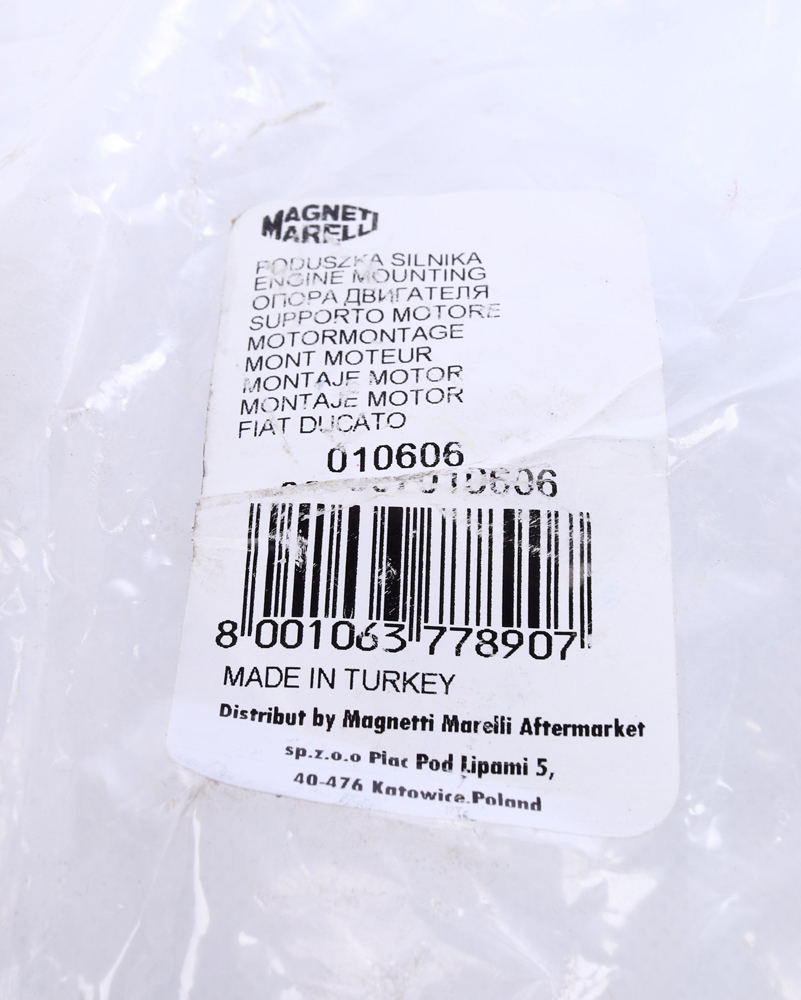 MAGNETI
MARELLI
PODUSZKA SILNIKA
ENGINE MOUNTING
ОПОРА ДВИГАТЕЛЯ
SUPPORTO MOTORE
MOTORMONTAGE
MONT MOTEUR
MONTAJE MOTOR
MONTAJE MOTOR
FIAT DUCATO
010606
8 001063 778907
MADE IN TURKEY
Distribut by Magnetti Marelli Aftermarket
sp.z.o.o Plac Pod Lipami 5,
40-476 Katowice.Poland